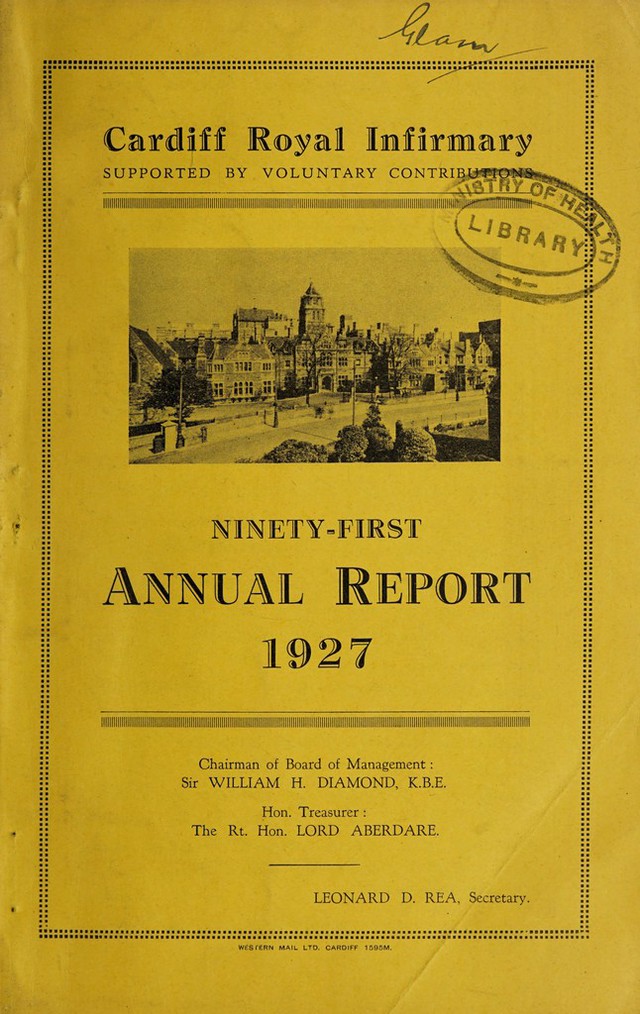 Glam
Cardiff Royal Infirmary
SUPPORTED BY VOLUNTARY CONTRIBUTIONS.
MINISTRY OF HEALTH
LIBRARY
NINETY-FIRST
ANNUAL REPORT
1927
Chairman of Board of Management :
Sir WILLIAM H. DIAMOND, K.B.E.
Hon. Treasurer :
The Rt. Hon. LORD ABERDARE.
LEONARD D. REA, Secretary.
WESTERN MAIL LTD. CARDIFF 1595M.